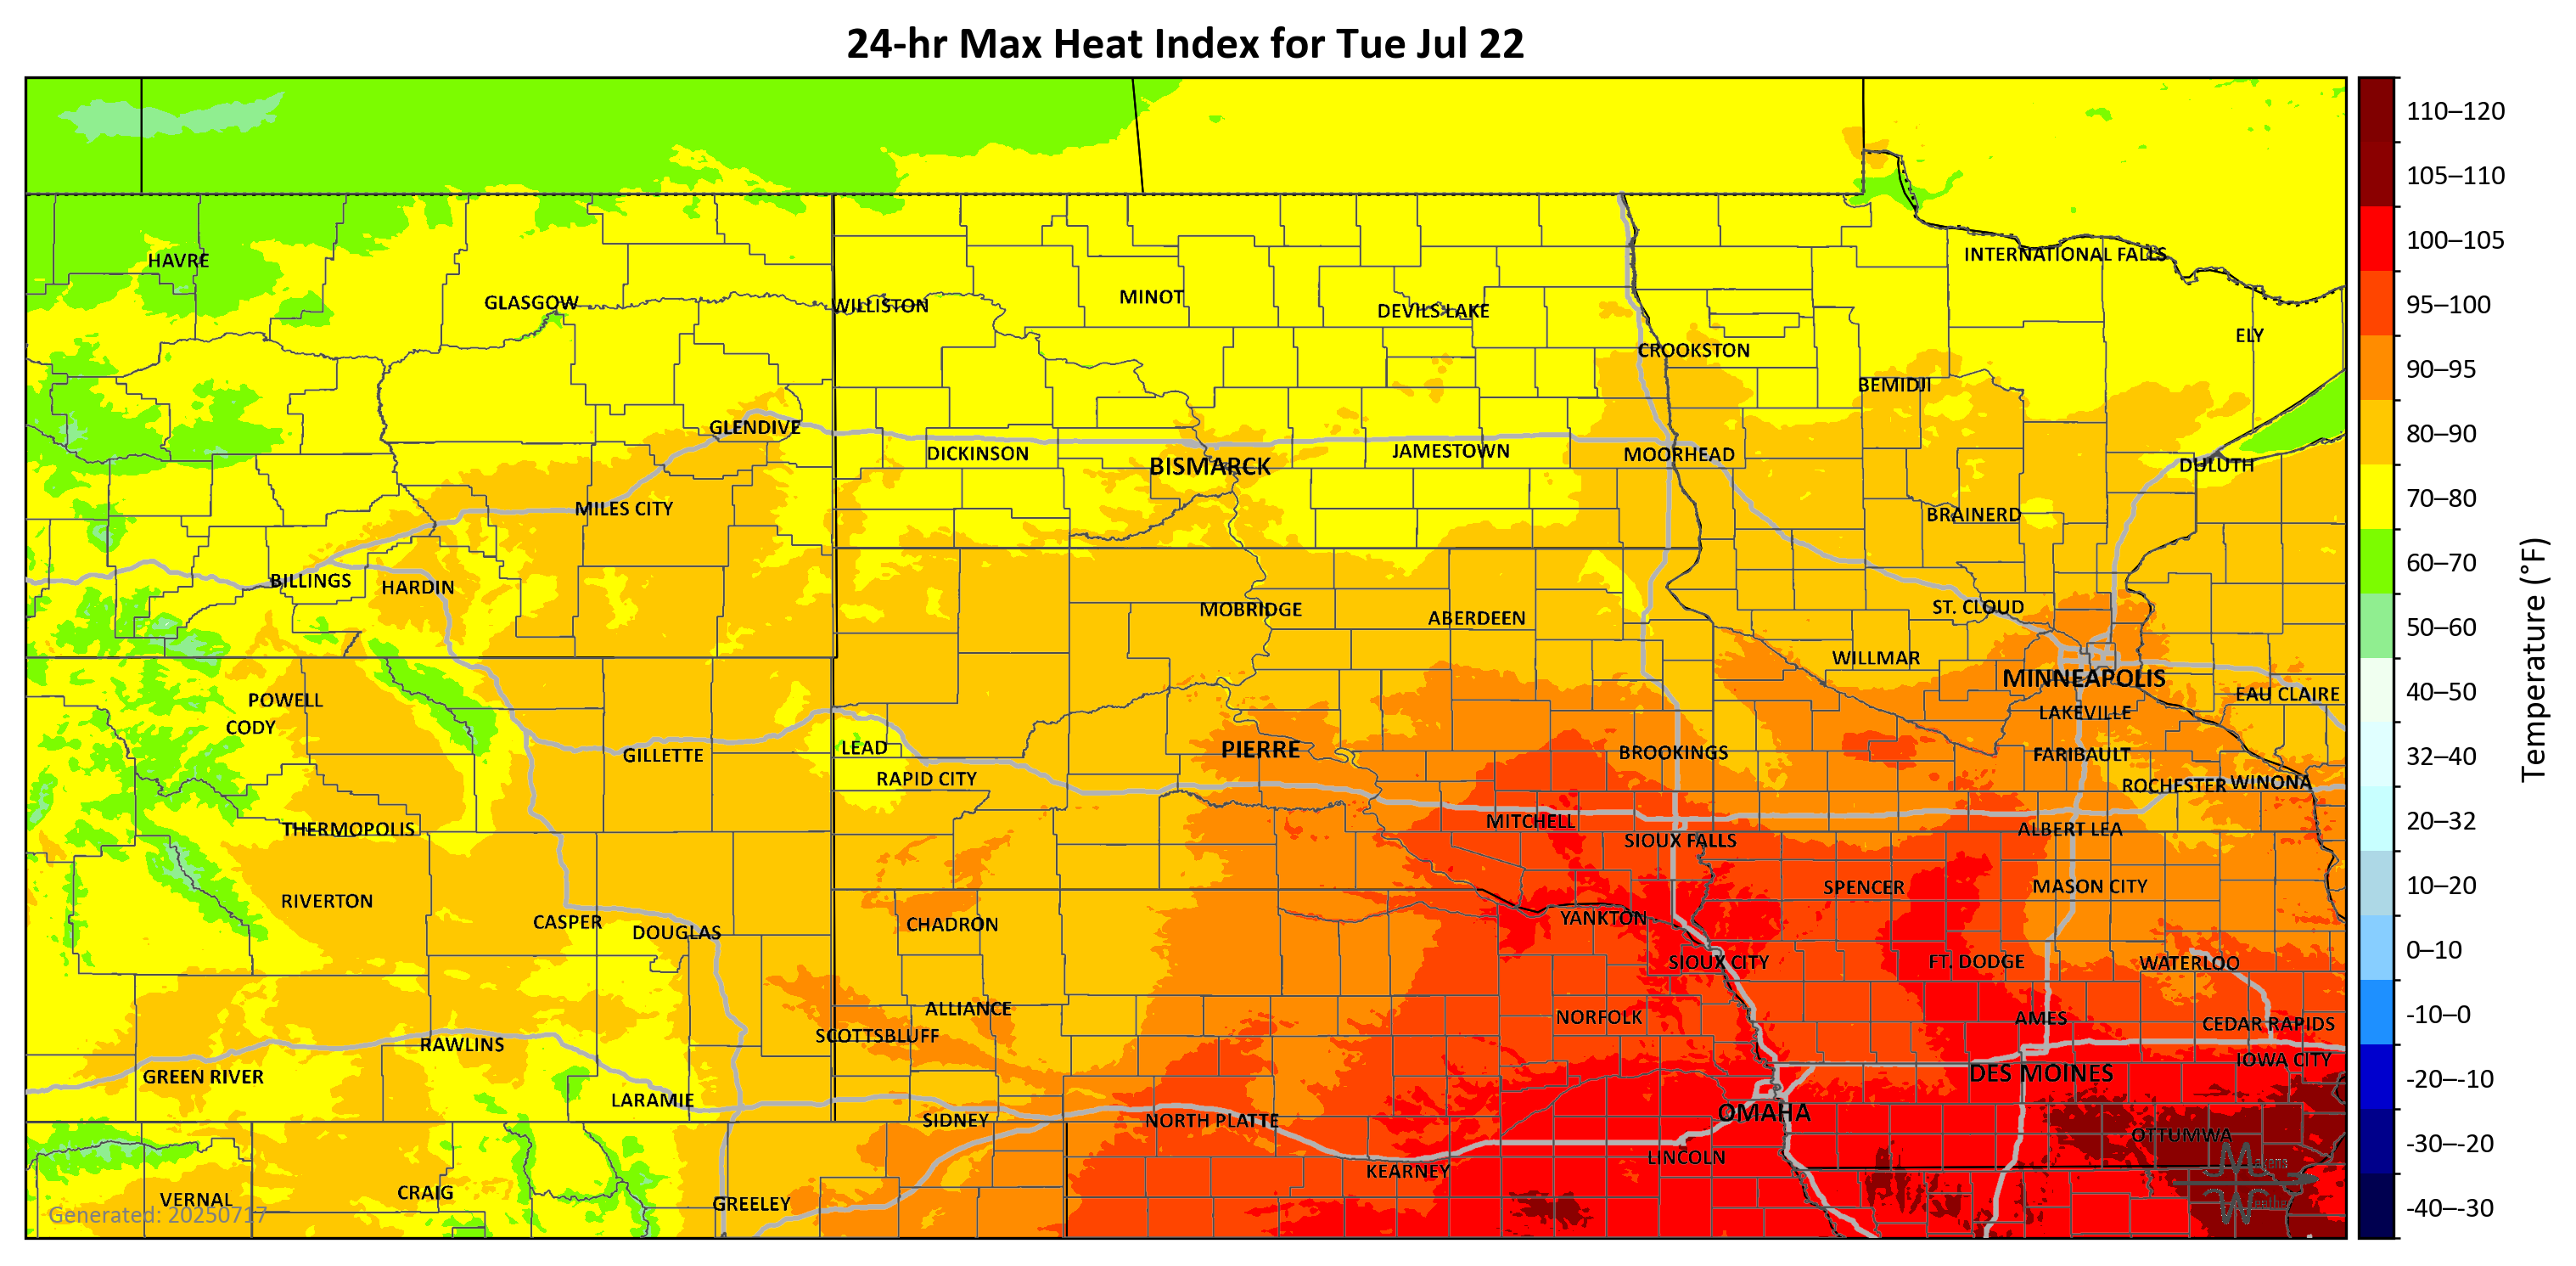 24-hr Max Heat Index for Tue Jul 22
110–120
105–110
HAVRE
INTERNATIONAL FALLS
100–105
GLASGOW
WILLISTON
MINOT
DEVILS LAKE
95–100
CROOKSTON
ELY
BEMIDJI
90–95
GLENDIVE
DICKINSON
BISMARCK
JAMESTOWN
MOORHEAD
DULUTH
80–90
MILES CITY
BRAINERD
70–80
BILLINGS
HARDIN
60–70
MOBRIDGE
ABERDEEN
ST. CLOUD
50–60
WILLMAR
MINNEAPOLIS
EAU CLAIRE
40–50
POWELL
CODY
LAKEVILLE
GILLETTE
LEAD
PIERRE
BROOKINGS
FARIBAULT
32–40
RAPID CITY
ROCHESTER
WINONA
Temperature (°F)
THERMOPOLIS
MITCHELL
SIOUX FALLS
ALBERT LEA
20–32
RIVERTON
SPENCER
MASON CITY
10–20
CASPER
DOUGLAS
CHADRON
YANKTON
SIOUX CITY
FT. DODGE
WATERLOO
0–10
ALLIANCE
SCOTTSBLUFF
NORFOLK
AMES
CEDAR RAPIDS
-10–0
RAWLINS
IOWA CITY
GREEN RIVER
LARAMIE
DES MOINES
-20–-10
SIDNEY
NORTH PLATTE
OMAHA
OTTUMWA
-30–-20
KEARNEY
LINCOLN
VERNAL
CRAIG
GREELEY
-40–-30
Generated: 20250717